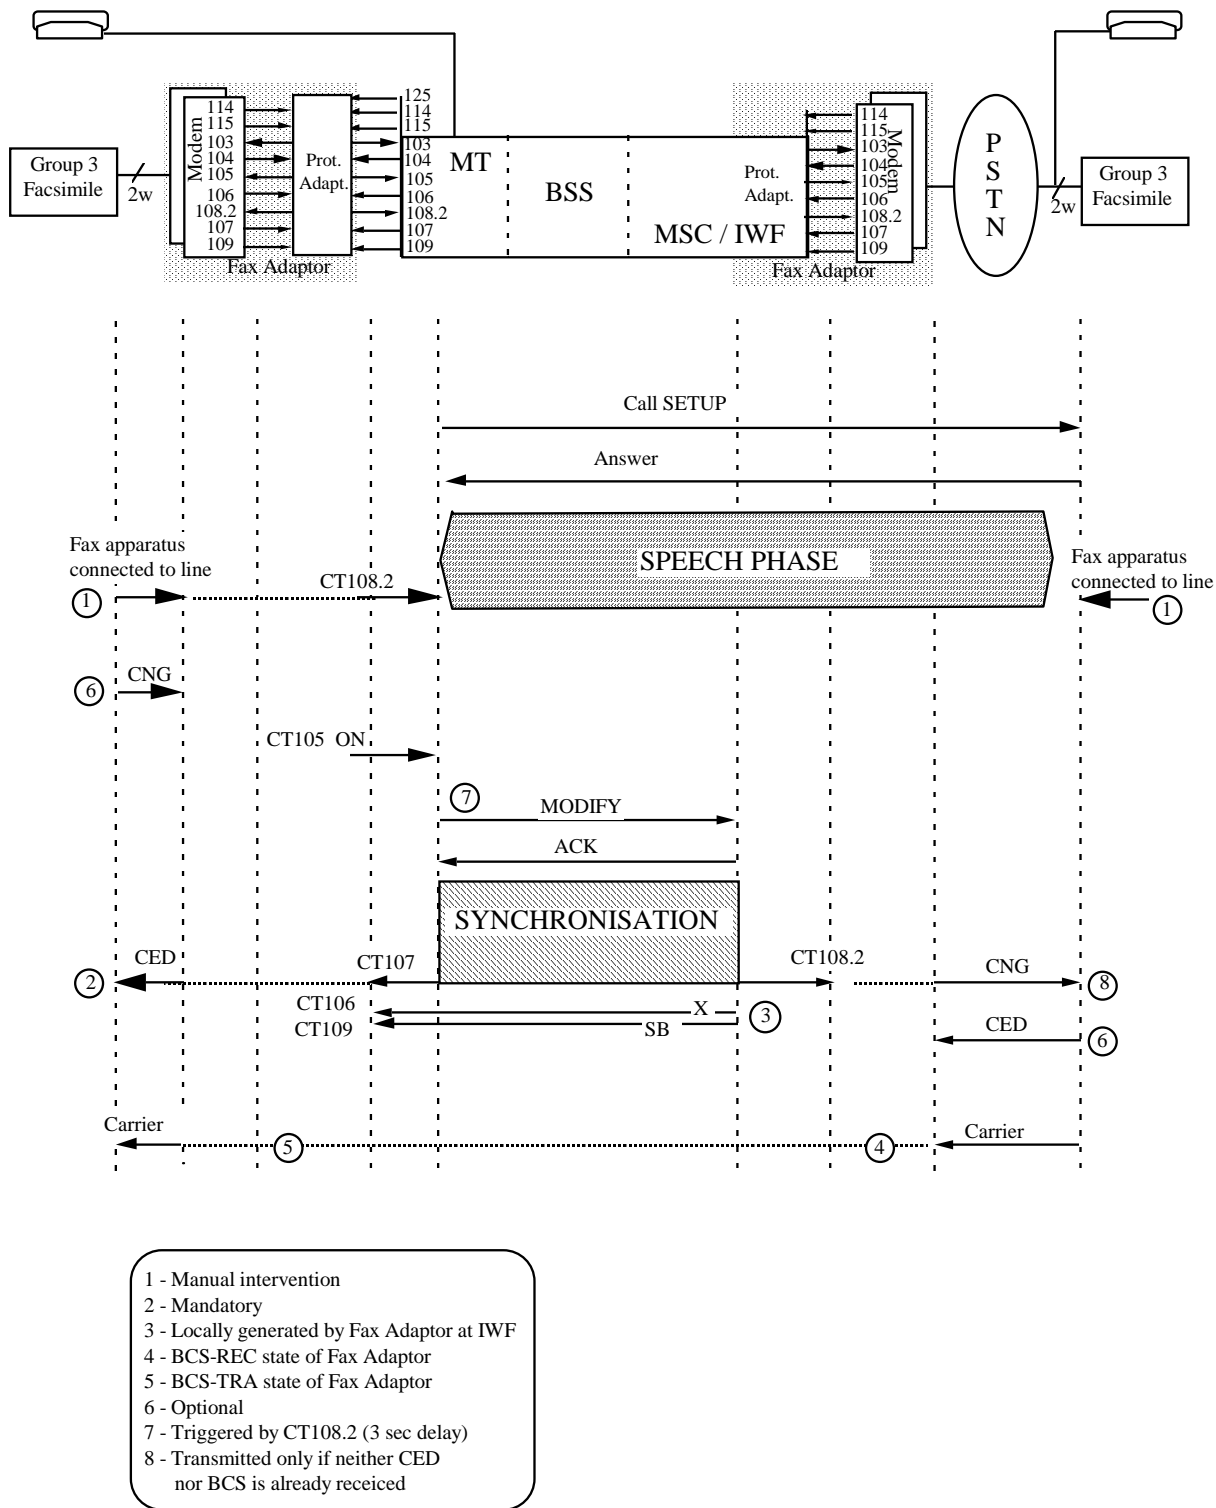 125
114
115
103
104
105
106
108.2
107
109
Modem
114
115
103
104
105
106
108.2
107
109
Prot.
Adapt.
Group 3
Facsimile
2w
Fax Adaptor
MT
BSS
MSC / IWF
Prot.
Adapt.
114
115
103
104
105
106
108.2
107
109
Modem
Fax Adaptor
P
S
T
N
2w
Group 3
Facsimile
Call SETUP
Answer
SPEECH PHASE
Fax apparatus
connected to line
1
CT108.2
Fax apparatus
connected to line
1
6
CNG
CT105 ON
7
MODIFY
ACK
SYNCHRONISATION
2
CED
CT107
CT108.2
CNG
8
CT106
X
3
CT109
SB
CED
6
Carrier
5
4
Carrier
1 - Manual intervention
2 - Mandatory
3 - Locally generated by Fax Adaptor at IWF
4 - BCS-REC state of Fax Adaptor
5 - BCS-TRA state of Fax Adaptor
6 - Optional
7 - Triggered by CT108.2 (3 sec delay)
8 - Transmitted only if neither CED
nor BCS is already receiced